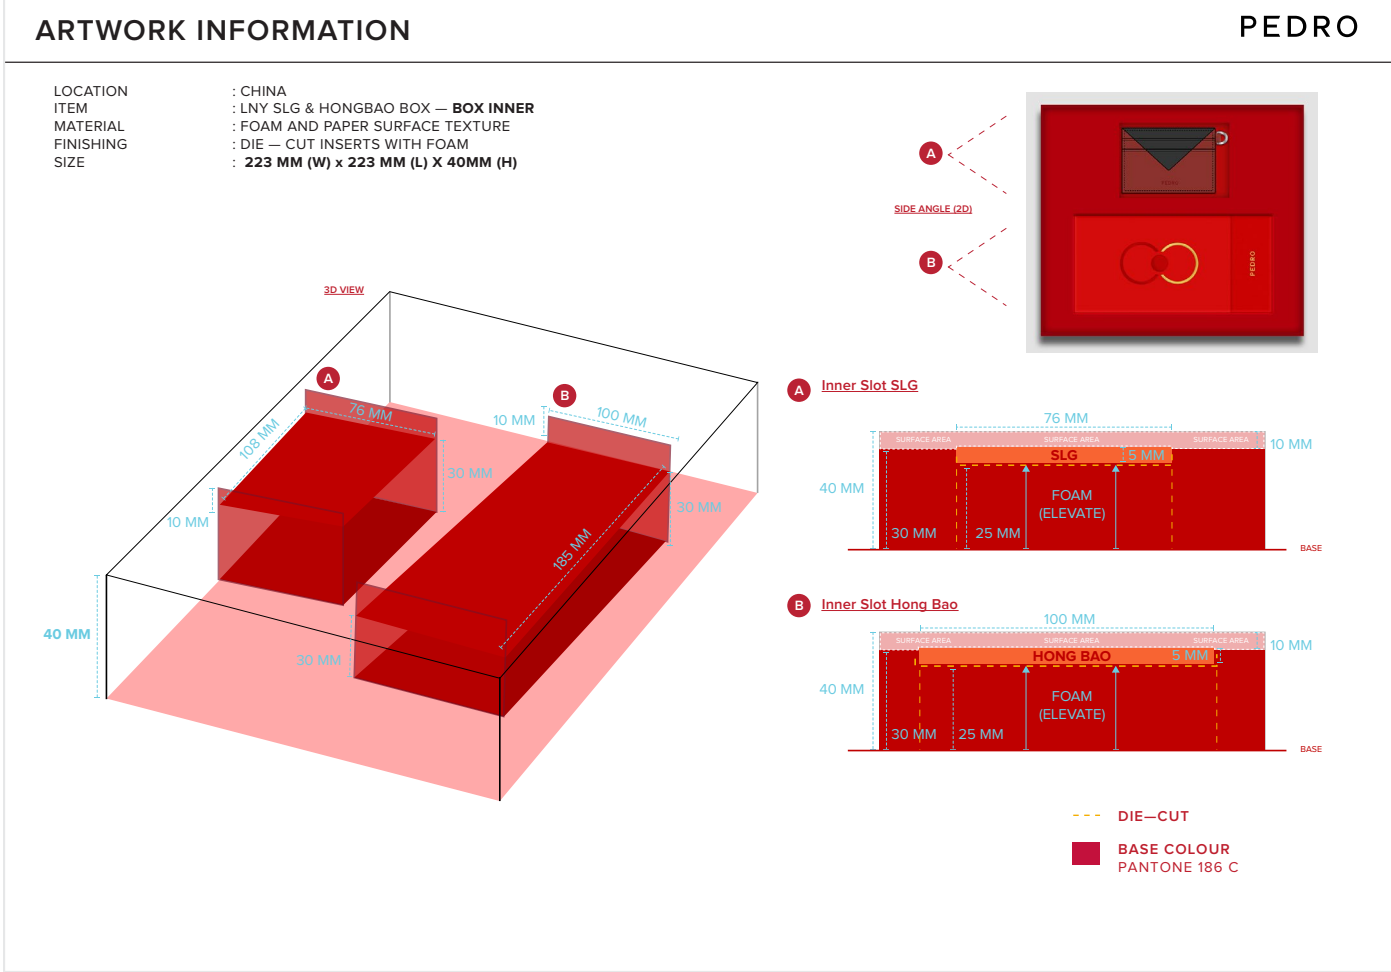 ARTWORK INFORMATION
PEDRO
LOCATION : CHINA
ITEM : LNY SLG & HONGBAO BOX — BOX INNER
MATERIAL : FOAM AND PAPER SURFACE TEXTURE
FINISHING : DIE — CUT INSERTS WITH FOAM
SIZE : 223 MM (W) x 223 MM (L) X 40MM (H)
A
SIDE ANGLE (2D)
B
PEDRO
PEDRO
3D VIEW
A
76 MM
108 MM
10 MM
30 MM
B
10 MM
100 MM
30 MM
185 MM
30 MM
40 MM
A Inner Slot SLG
76 MM
SURFACE AREA SURFACE AREA SURFACE AREA
10 MM
SLG 5 MM
40 MM
FOAM
(ELEVATE)
30 MM 25 MM
BASE
B Inner Slot Hong Bao
100 MM
SURFACE AREA SURFACE AREA SURFACE AREA
10 MM
HONG BAO 5 MM
40 MM
FOAM
(ELEVATE)
30 MM 25 MM
BASE
DIE—CUT
BASE COLOUR
PANTONE 186 C